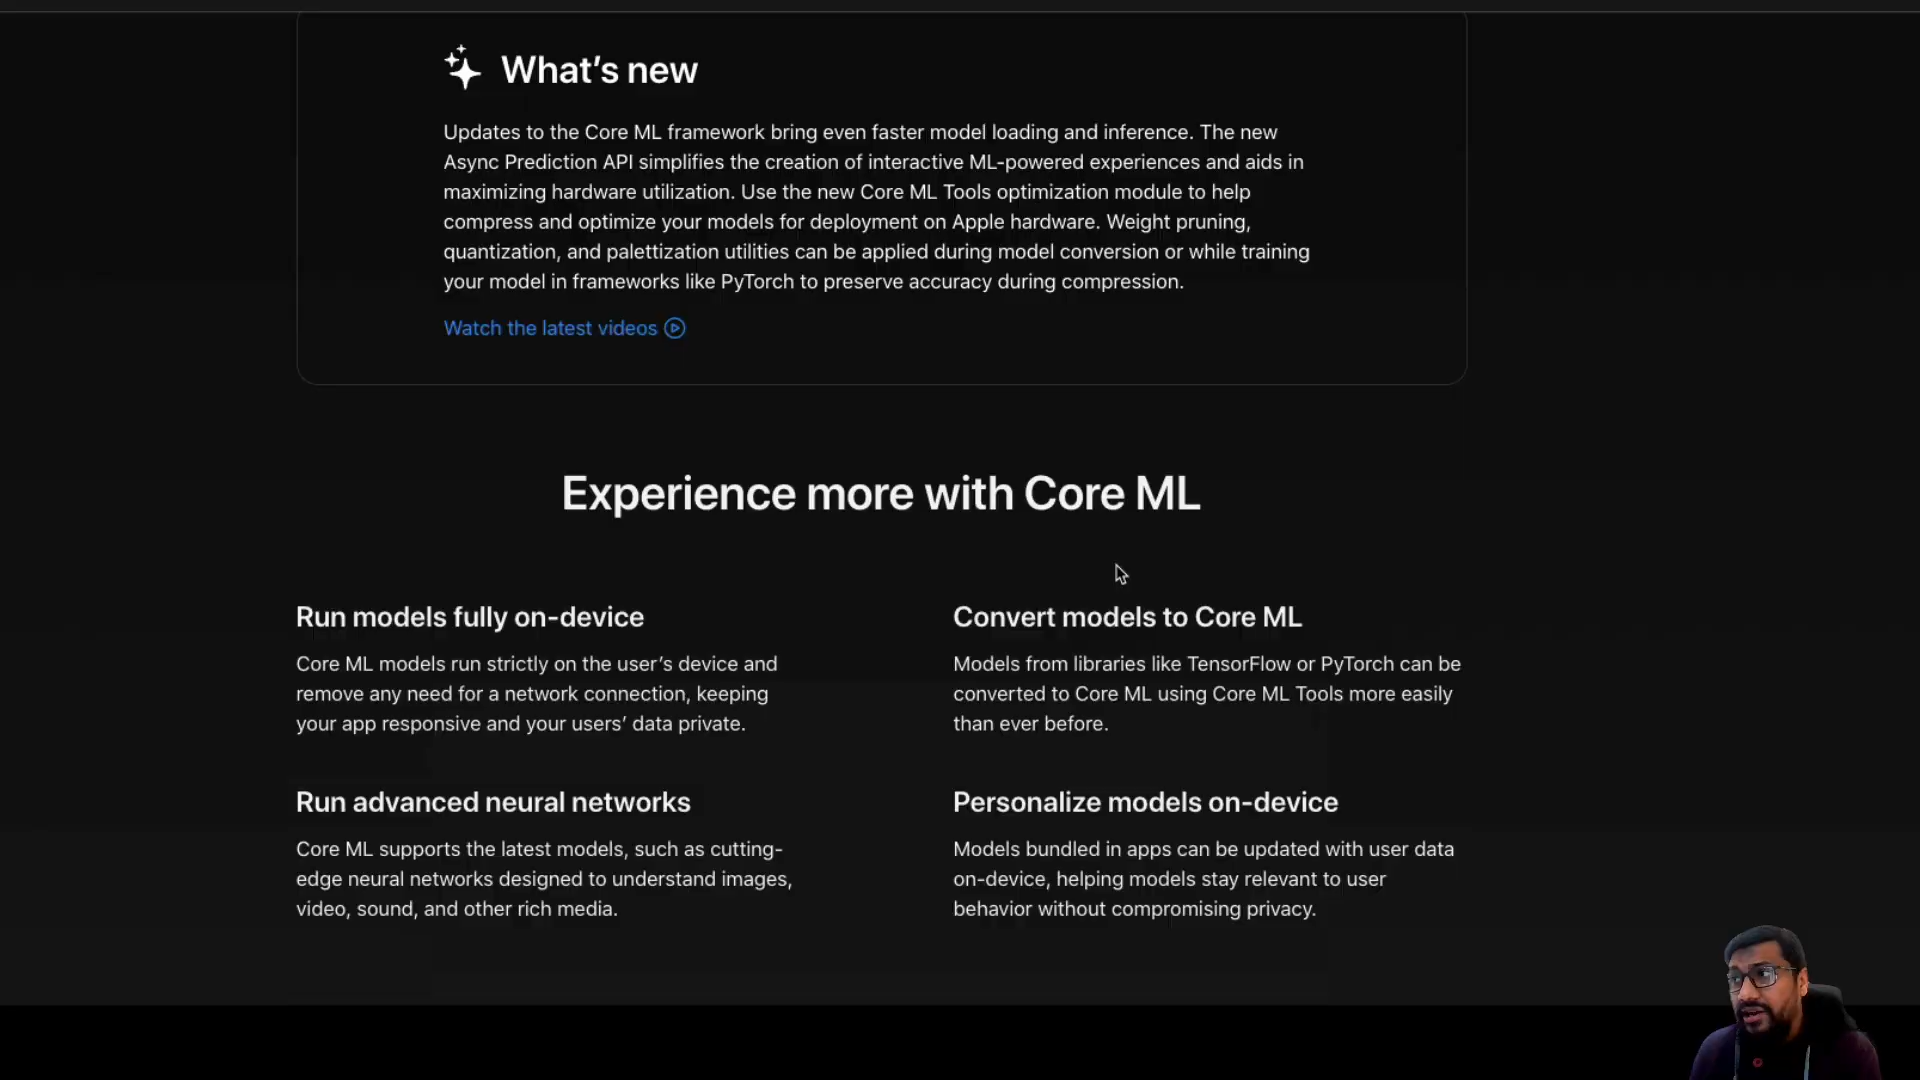 What's new
Updates to the Core ML framework bring even faster model loading and inference. The new
Async Prediction API simplifies the creation of interactive ML-powered experiences and aids in
maximizing hardware utilization. Use the new Core ML Tools optimization module to help
compress and optimize your models for deployment on Apple hardware. Weight pruning,
quantization, and palettization utilities can be applied during model conversion or while training
your model in frameworks like PyTorch to preserve accuracy during compression.
Watch the latest videos
Experience more with Core ML
Run models fully on-device
Core ML models run strictly on the user’s device and
remove any need for a network connection, keeping
your app responsive and your users’ data private.
Convert models to Core ML
Models from libraries like TensorFlow or PyTorch can be
converted to Core ML using Core ML Tools more easily
than ever before.
Run advanced neural networks
Core ML supports the latest models, such as cutting-
edge neural networks designed to understand images,
video, sound, and other rich media.
Personalize models on-device
Models bundled in apps can be updated with user data
on-device, helping models stay relevant to user
behavior without compromising privacy.